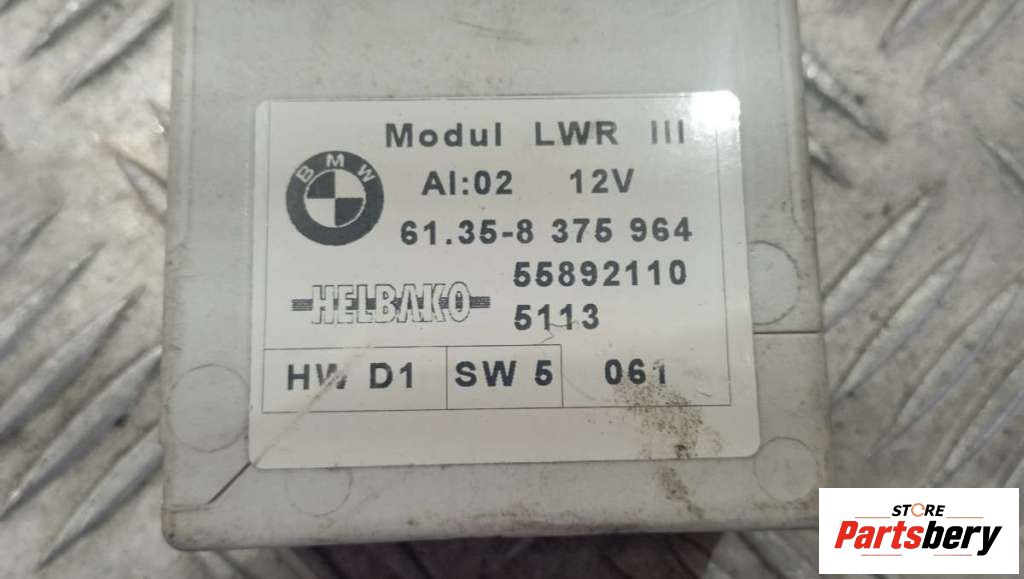 Modul LWR III
BMW
AI:02 12V
61.35-8 375 964
55892110
HELBAKO
5113
HW D1 SW 5 061
STORE
Partsbery